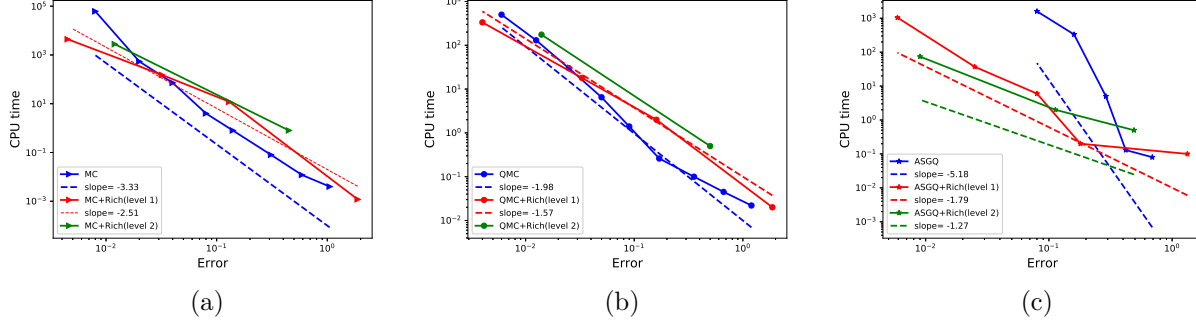 10^5
10^3
10^1
10^-1
10^-3
CPU time
MC
slope= -3.33
MC+Rich(level 1)
slope= -2.51
MC+Rich(level 2)
10^-2
10^-1
10^0
Error
(a)
10^2
10^1
10^0
10^-1
10^-2
CPU time
QMC
slope= -1.98
QMC+Rich(level 1)
slope= -1.57
QMC+Rich(level 2)
10^-2
10^-1
10^0
Error
(b)
10^3
10^2
10^1
10^0
10^-1
10^-2
10^-3
CPU time
ASGQ
slope= -5.18
ASGQ+Rich(level 1)
slope= -1.79
ASGQ+Rich(level 2)
slope= -1.27
10^-2
10^-1
10^0
Error
(c)